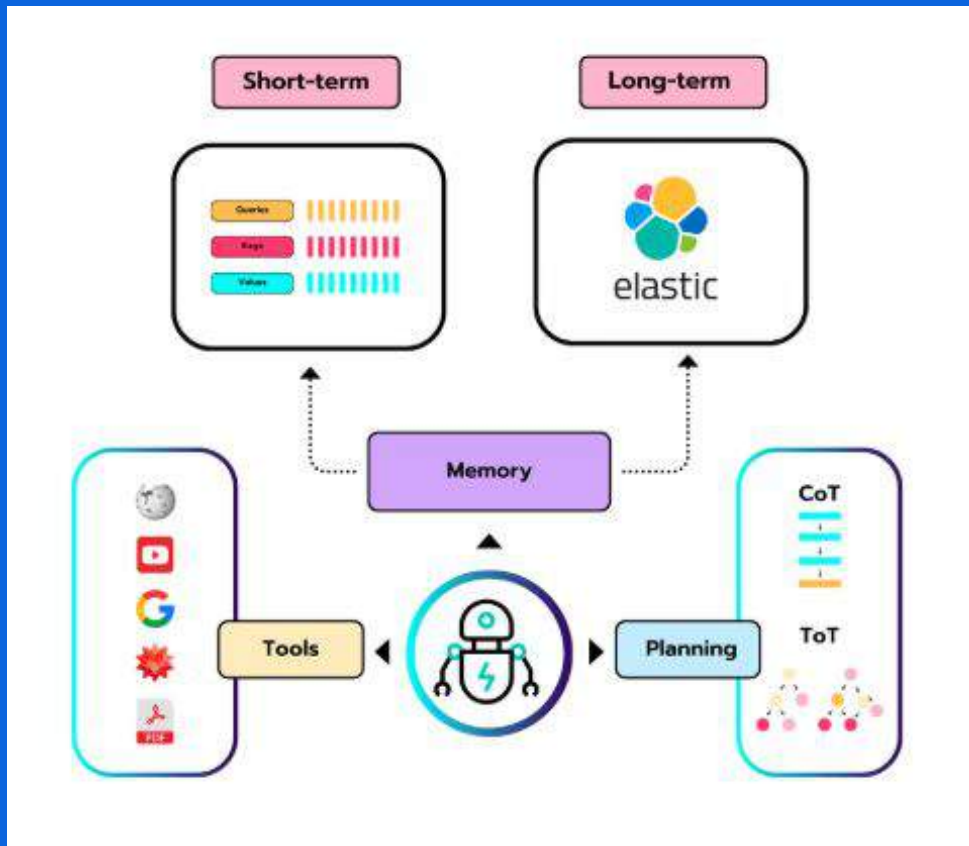 Short-term
Long-term
Queries
Keys
Values
elastic
Memory
CoT
Tools
Planning
ToT
PDF